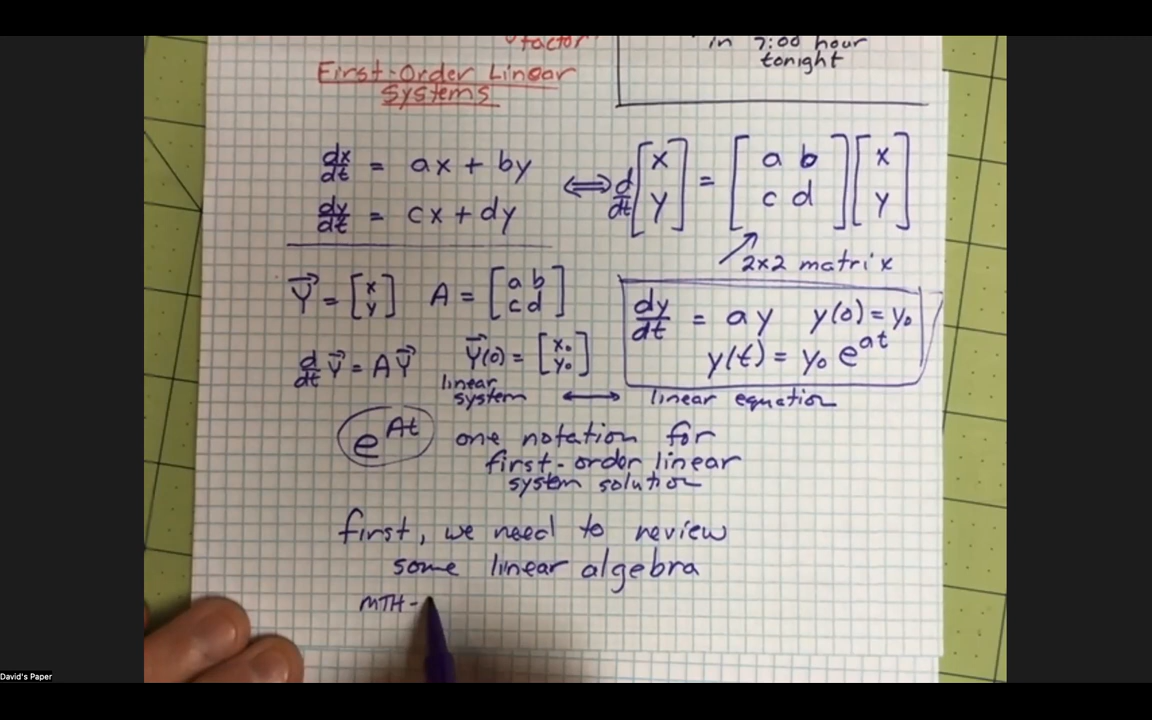 factor
in 7:00 hour
tonight
First-Order Linear
Systems
dx/dt = ax + by ⟺ d/dt [x y] = [a b c d] [x y]
dy/dt = cx + dy
2x2 matrix
Y⃗ = [x y] A = [a b c d]
dy/dt = ay y(0) = y₀
y(t) = y₀ e^{at}
d/dt Y⃗ = AY⃗ Y⃗(0) = [x₀ y₀]
linear
system ⟷ linear equation
e^{At} one notation for
first-order linear
system solution
first, we need to review
some linear algebra
MTH-
David's Paper